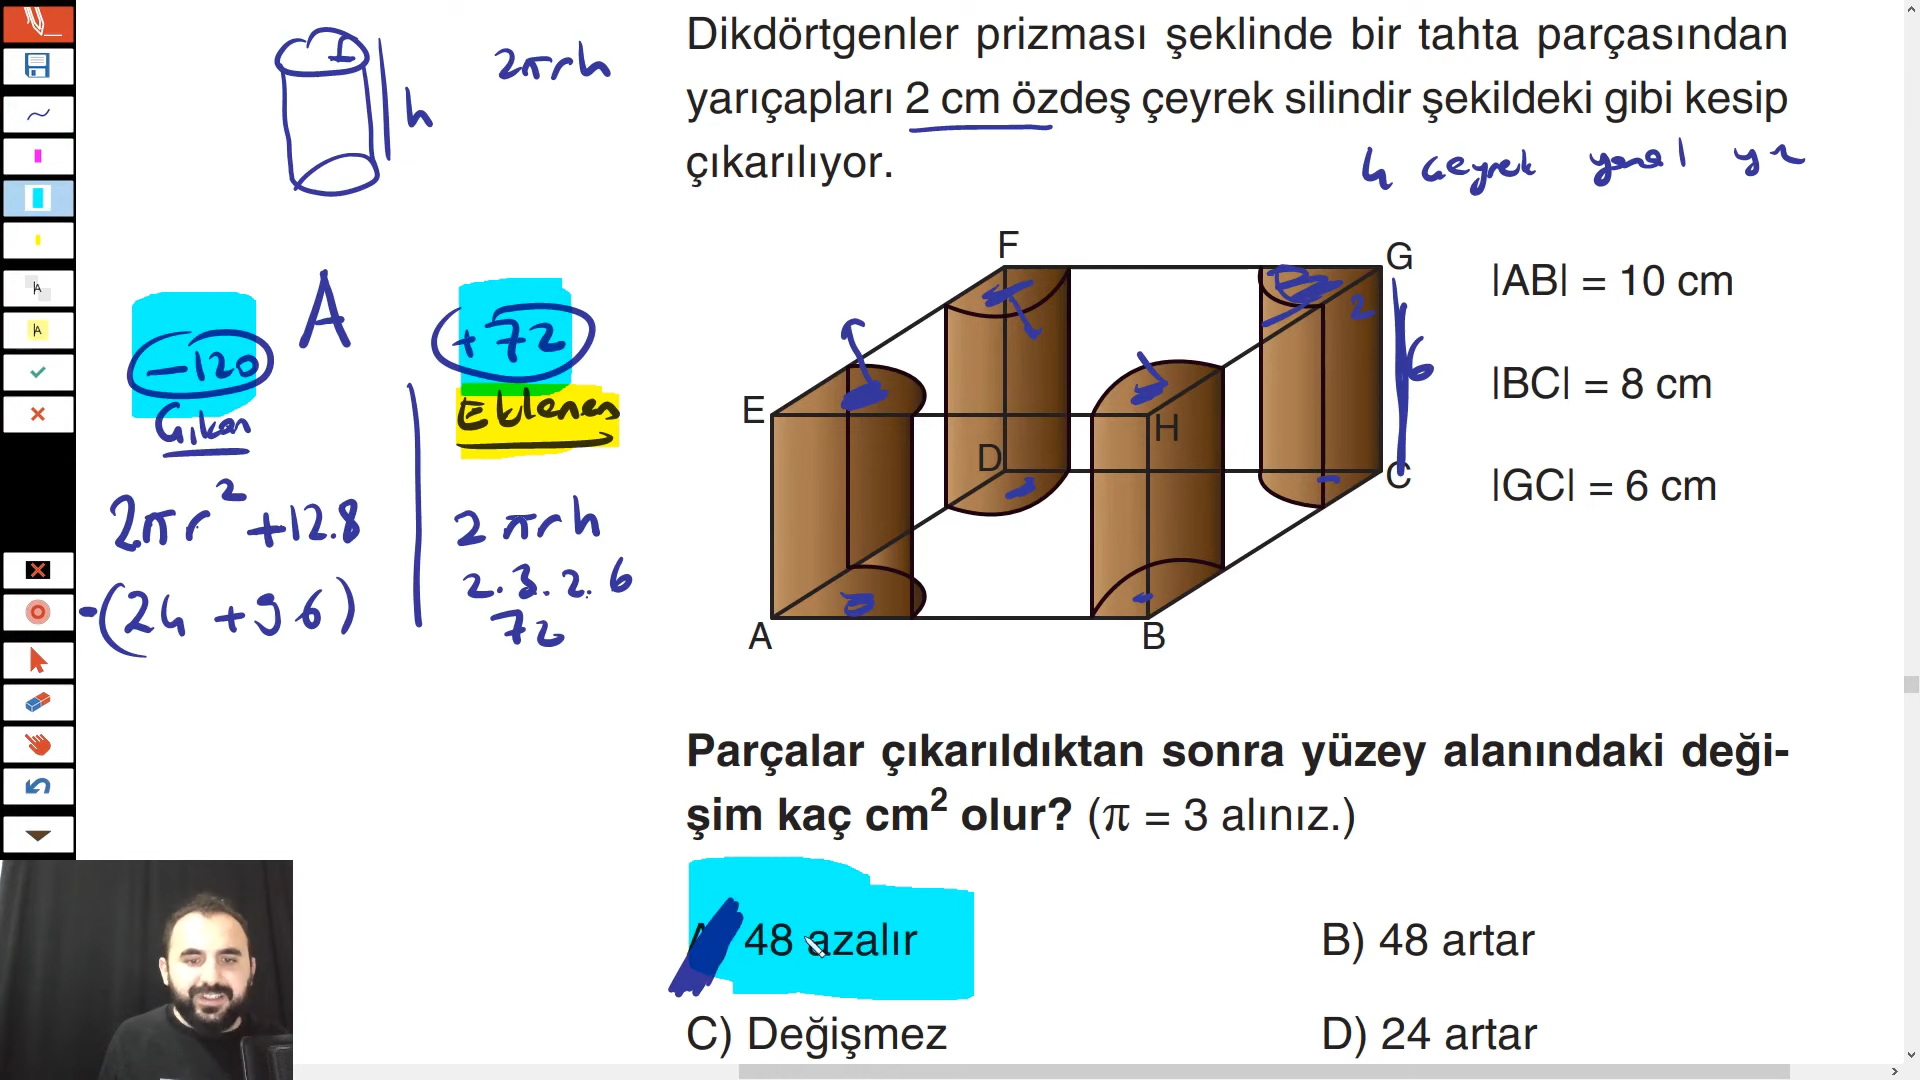 Dikdörtgenler prizması şeklinde bir tahta parçasından
yarıçapları 2 cm özdeş çeyrek silindir şekildeki gibi kesip
çıkarılıyor.
2πrh
h
4 çeyrek
A
-120
Çıkan
+72
Eklenen
2πr² +12.8
-(24 +96)
2πrh
2.3.2.6
72
F
G
E
H
D
C
A
B
2
6
|AB| = 10 cm
|BC| = 8 cm
|GC| = 6 cm
Parçalar çıkarıldıktan sonra yüzey alanındaki deği-
şim kaç cm² olur? (π = 3 alınız.)
48 azalır
B) 48 artar
C) Değişmez
D) 24 artar